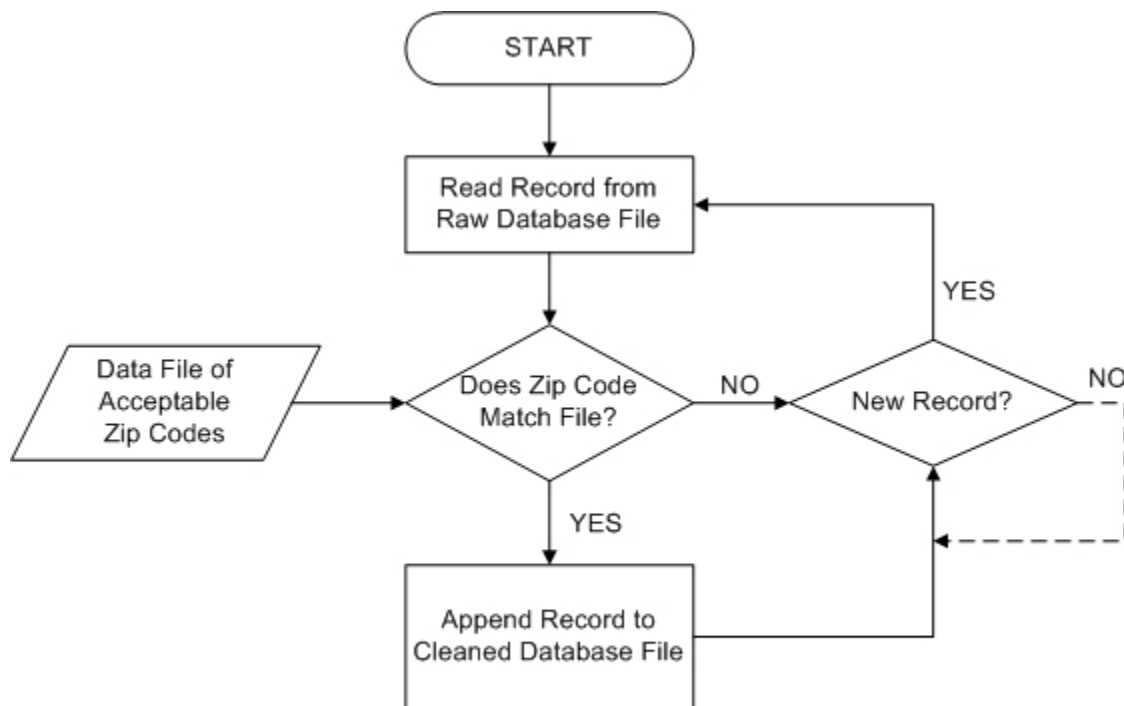 START
Read Record from
Raw Database File
YES
Data File of
Acceptable
Zip Codes
Does Zip Code
Match File?
NO
New Record?
NO
YES
Append Record to
Cleaned Database File